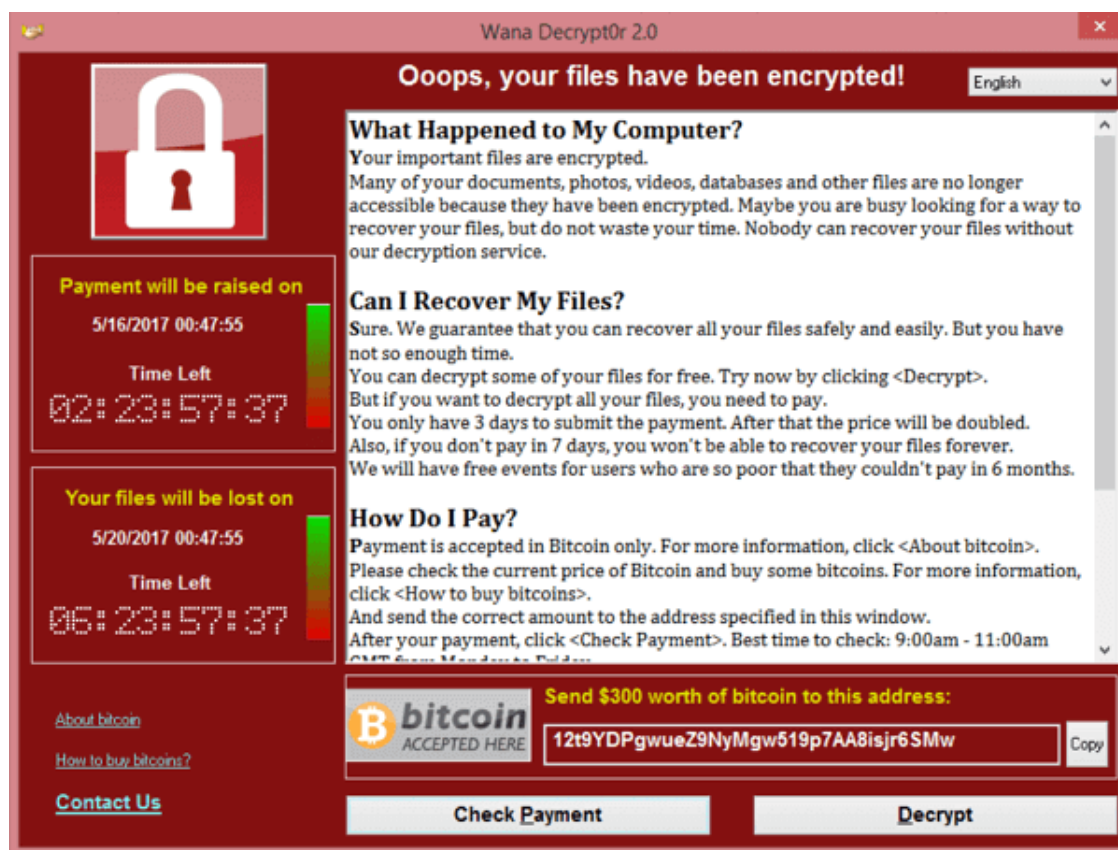 Wana Decrypt0r 2.0
Ooops, your files have been encrypted!
English
Payment will be raised on
5/16/2017 00:47:55
Time Left
02:23:57:37
Your files will be lost on
5/20/2017 00:47:55
Time Left
06:23:57:37
About bitcoin
How to buy bitcoins?
Contact Us
What Happened to My Computer?
Your important files are encrypted.
Many of your documents, photos, videos, databases and other files are no longer
accessible because they have been encrypted. Maybe you are busy looking for a way to
recover your files, but do not waste your time. Nobody can recover your files without
our decryption service.
Can I Recover My Files?
Sure. We guarantee that you can recover all your files safely and easily. But you have
not so enough time.
You can decrypt some of your files for free. Try now by clicking <Decrypt>.
But if you want to decrypt all your files, you need to pay.
You only have 3 days to submit the payment. After that the price will be doubled.
Also, if you don't pay in 7 days, you won't be able to recover your files forever.
We will have free events for users who are so poor that they couldn't pay in 6 months.
How Do I Pay?
Payment is accepted in Bitcoin only. For more information, click <About bitcoin>.
Please check the current price of Bitcoin and buy some bitcoins. For more information,
click <How to buy bitcoins>.
And send the correct amount to the address specified in this window.
After your payment, click <Check Payment>. Best time to check: 9:00am - 11:00am
GMT from Monday to Friday
bitcoin
ACCEPTED HERE
Send $300 worth of bitcoin to this address:
12t9YDPgwueZ9NyMgw519p7AA8isjr6SMw
Copy
Check Payment
Decrypt